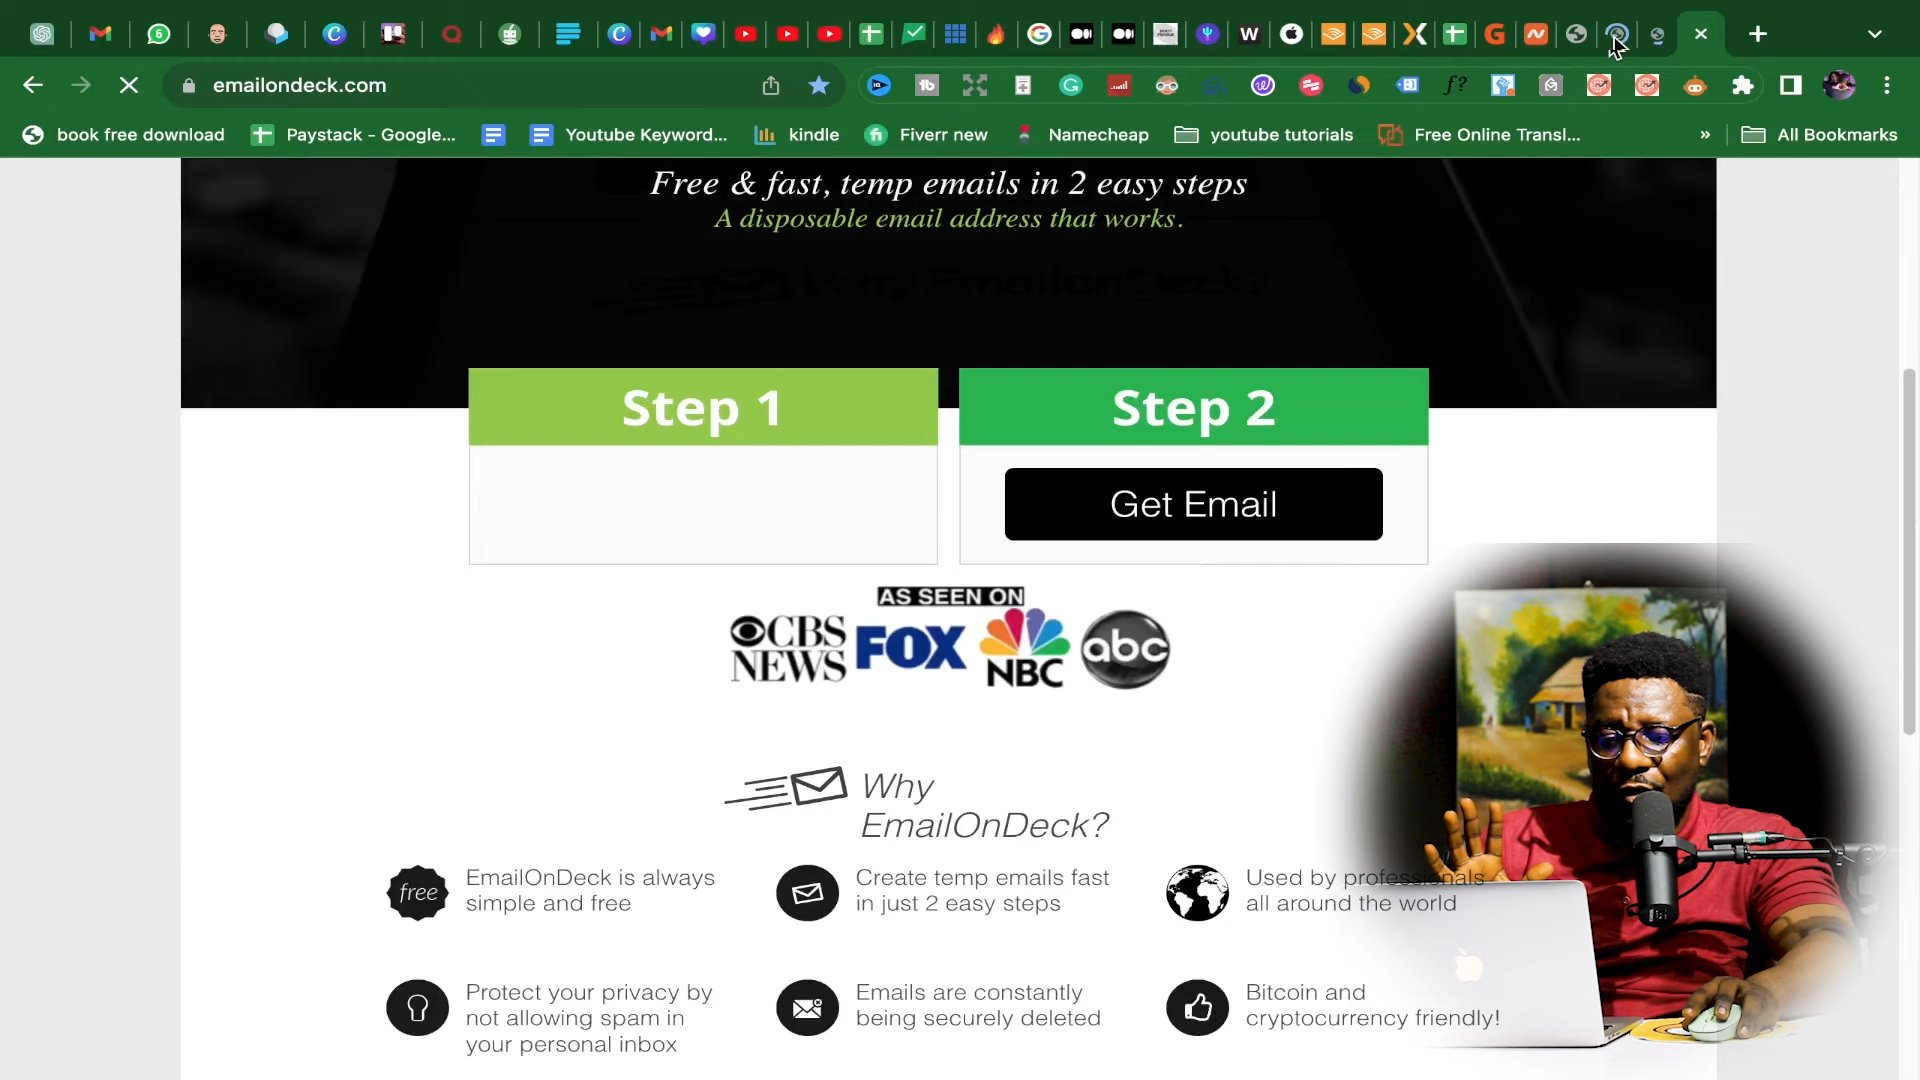 6
W
G
emailondeck.com
tb
f?
book free download
Paystack - Google...
Youtube Keyword...
kindle
Fiverr new
Namecheap
youtube tutorials
Free Online Transl...
»
All Bookmarks
Free & fast, temp emails in 2 easy steps
A disposable email address that works.
Why EmailonDeck?
Step 1
Step 2
Get Email
AS SEEN ON
CBS NEWS
FOX
NBC
abc
Why
EmailOnDeck?
free
EmailOnDeck is always
simple and free
Create temp emails fast
in just 2 easy steps
Used by professionals
all around the world
Protect your privacy by
not allowing spam in
your personal inbox
Emails are constantly
being securely deleted
Bitcoin and
cryptocurrency friendly!